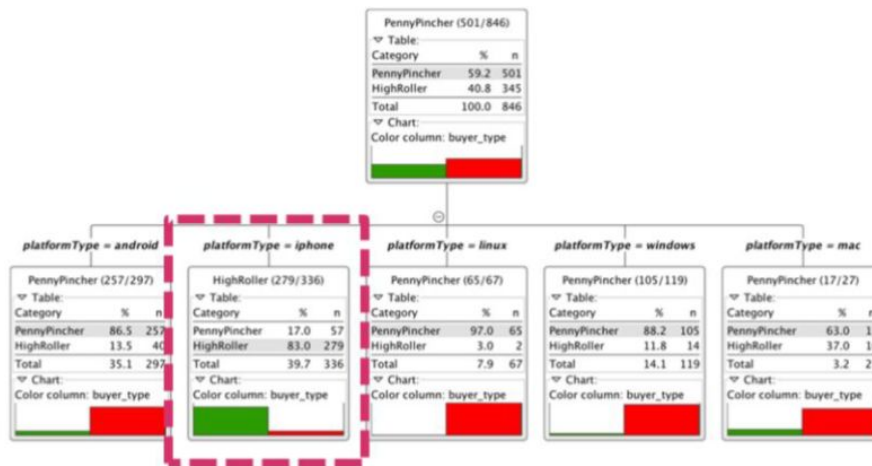 PennyPincher (501/846)
Table:
Category % n
PennyPincher 59.2 501
HighRoller 40.8 345
Total 100.0 846
Chart:
Color column: buyer_type
platformType = android
PennyPincher (257/297)
Table:
Category % n
PennyPincher 86.5 257
HighRoller 13.5 40
Total 35.1 297
Chart:
Color column: buyer_type
platformType = iphone
HighRoller (279/336)
Table:
Category % n
PennyPincher 17.0 57
HighRoller 83.0 279
Total 39.7 336
Chart:
Color column: buyer_type
platformType = linux
PennyPincher (65/67)
Table:
Category % n
PennyPincher 97.0 65
HighRoller 3.0 2
Total 7.9 67
Chart:
Color column: buyer_type
platformType = windows
PennyPincher (105/119)
Table:
Category % n
PennyPincher 88.2 105
HighRoller 11.8 14
Total 14.1 119
Chart:
Color column: buyer_type
platformType = mac
PennyPincher (17/27)
Table:
Category % n
PennyPincher 63.0
HighRoller 37.0
Total 3.2
Chart:
Color column: buyer_type